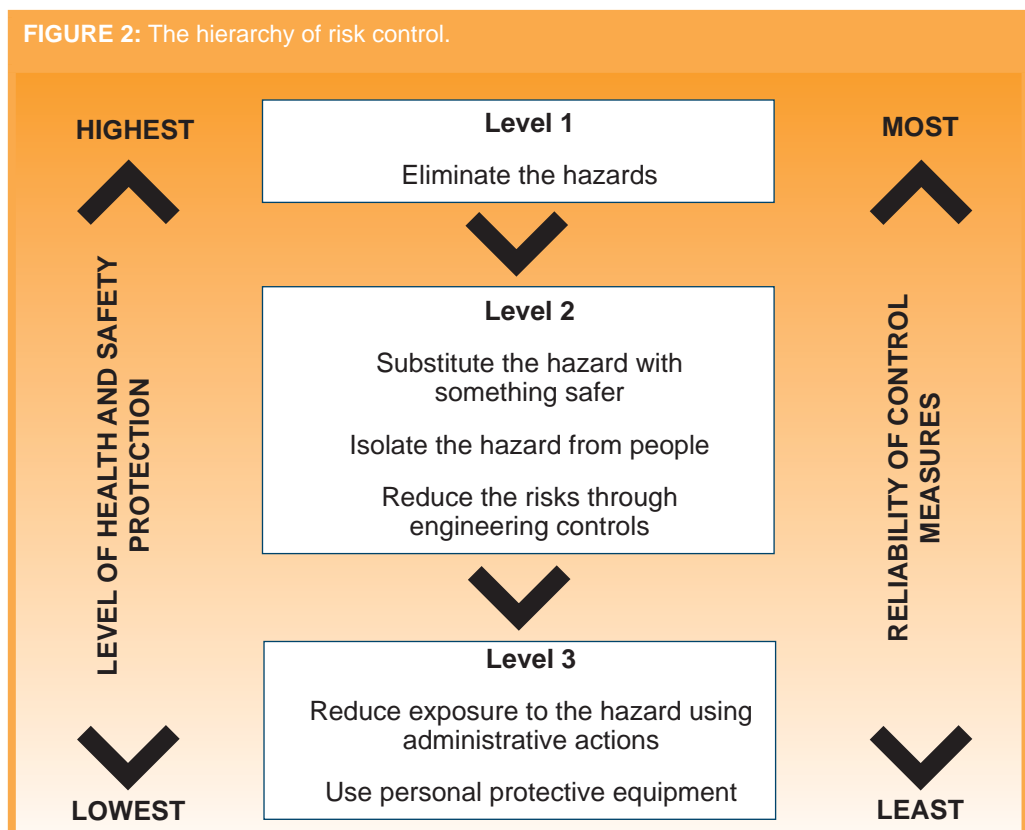 FIGURE 2: The hierarchy of risk control.
HIGHEST
LEVEL OF HEALTH AND SAFETY
PROTECTION
LOWEST
Level 1
Eliminate the hazards
Level 2
Substitute the hazard with
something safer
Isolate the hazard from people
Reduce the risks through
engineering controls
Level 3
Reduce exposure to the hazard using
administrative actions
Use personal protective equipment
MOST
RELIABILITY OF CONTROL
MEASURES
LEAST